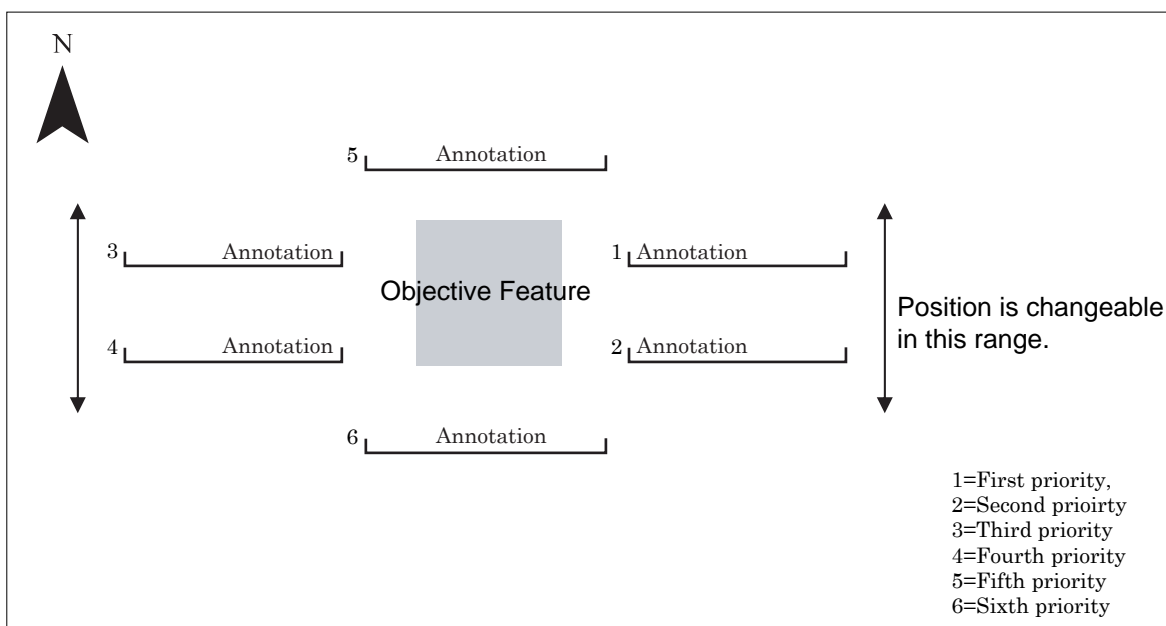 N
5 Annotation
3 Annotation
1 Annotation
Objective Feature
Position is changeable
in this range.
4 Annotation
2 Annotation
6 Annotation
1=First priority,
2=Second prioirty
3=Third priority
4=Fourth priority
5=Fifth priority
6=Sixth priority